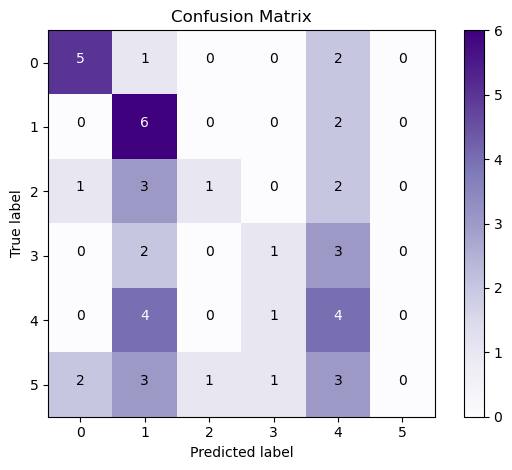 Confusion Matrix
6
0 5 1 0 0 2 0
5
1 0 6 0 0 2 0
4
2 1 3 1 0 2 0
3
True label
3 0 2 0 1 3 0
2
4 0 4 0 1 4 0
1
5 2 3 1 1 3 0
0
0 1 2 3 4 5
Predicted label